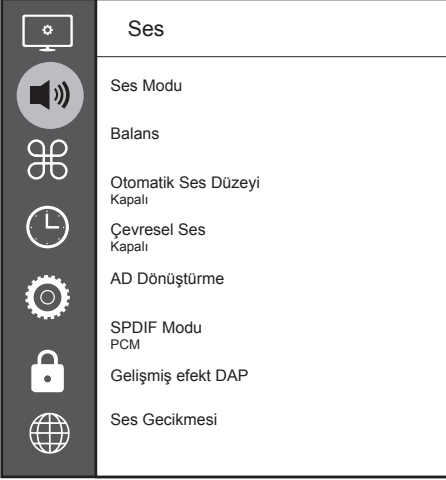 Ses
Ses Modu
Balans
Otomatik Ses Düzeyi
Kapalı
Çevresel Ses
Kapalı
AD Dönüştürme
SPDIF Modu
PCM
Gelişmiş efekt DAP
Ses Gecikmesi